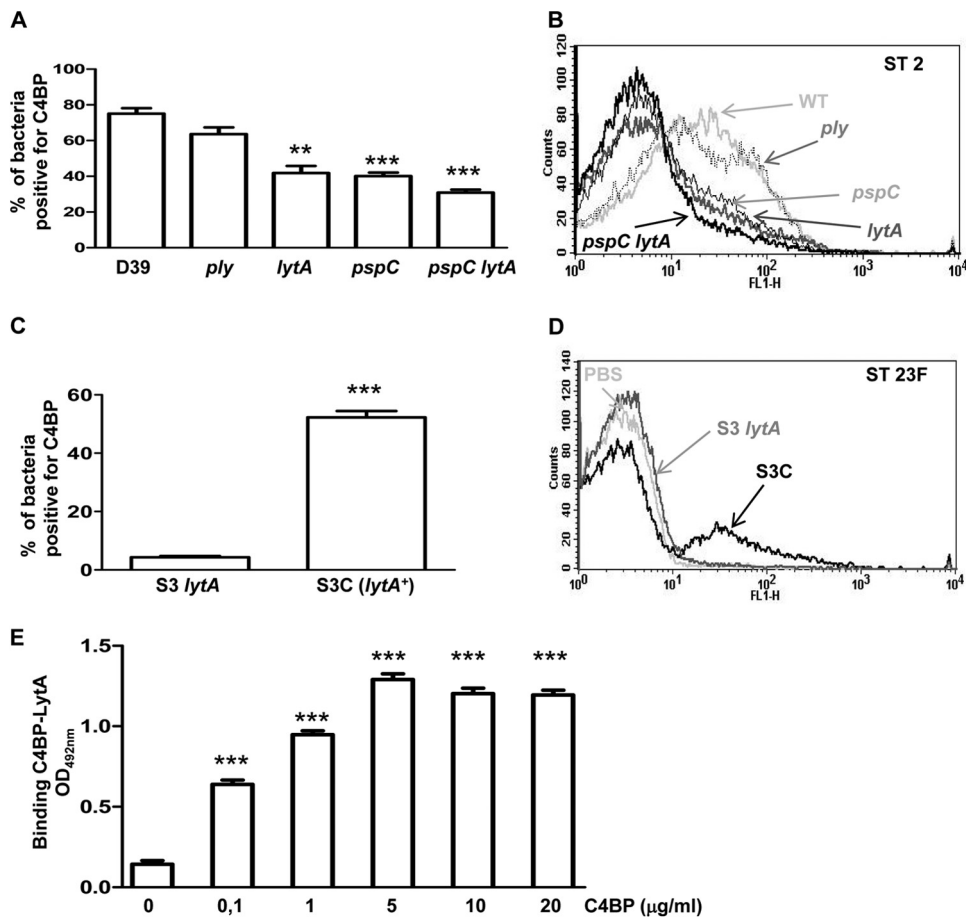 A
% of bacteria
positive for C4BP
100
80
60
40
20
0
** *** ***
D39 ply lytA pspC pspC lytA
B
Counts
120
100
80
60
40
20
0
ST 2
WT
ply
pspC
lytA
pspC lytA
10⁰ 10¹ 10² 10³ 10⁴
FL1-H
C
% of bacteria
positive for C4BP
60
40
20
0
***
S3 lytA S3C (lytA⁺)
D
Counts
140
120
100
80
60
40
20
0
ST 23F
PBS
S3 lytA
S3C
10⁰ 10¹ 10² 10³ 10⁴
FL1-H
E
Binding C4BP-LytA
OD₄₉₂ₙₘ
1.5
1.0
0.5
0.0
*** *** *** *** ***
0 0,1 1 5 10 20 C4BP (µg/ml)